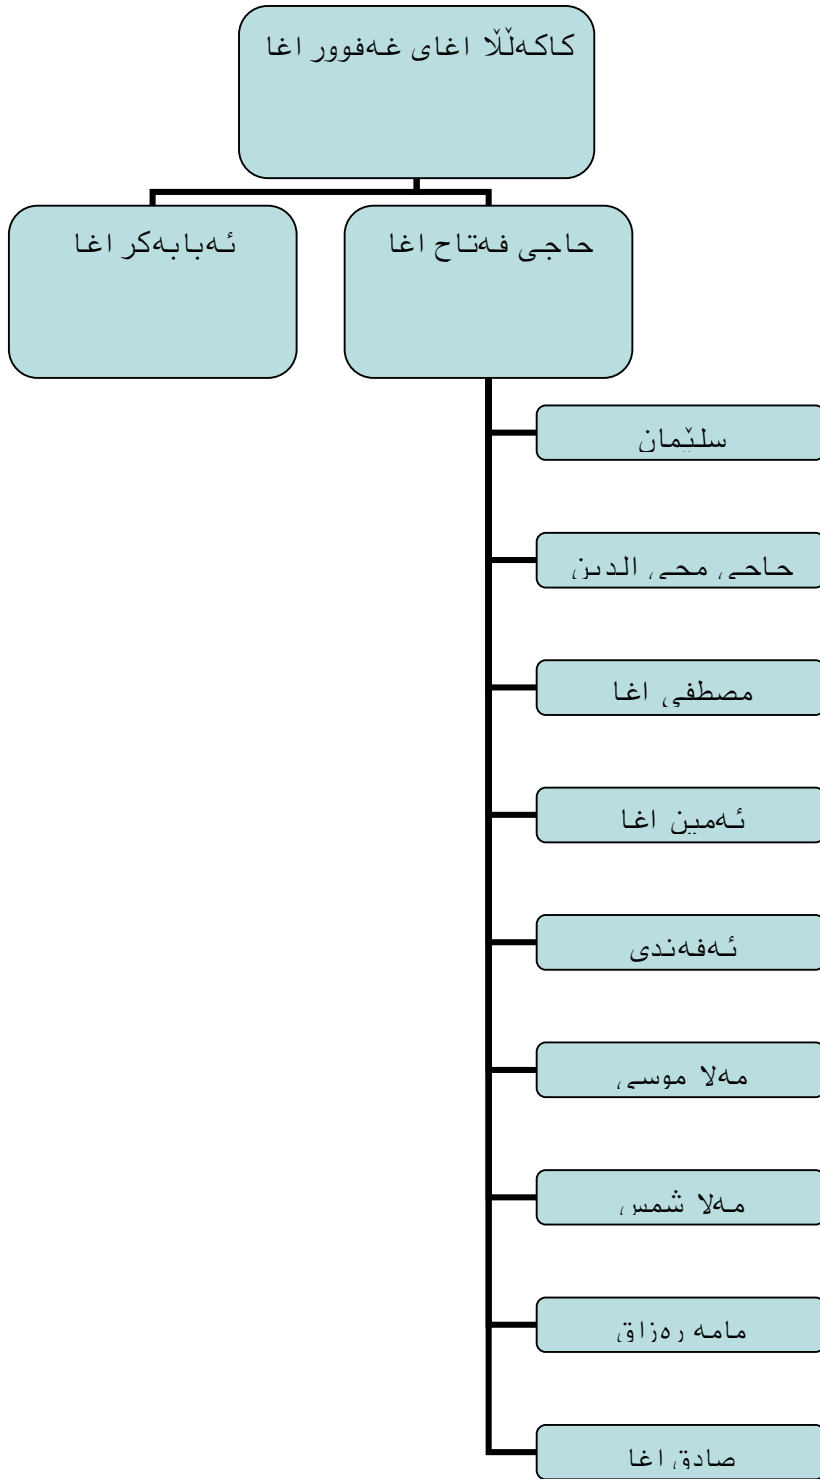 کاکەڵڵا اغای غەفوور اغا
ئەبابەکر اغا
حاجی فەتاح اغا
سلێمان
حاجی محی الدین
مصطفی اغا
ئەمین اغا
ئەفەندی
مەلا موسی
مەلا شمس
مامە رەزاق
صادق اغا